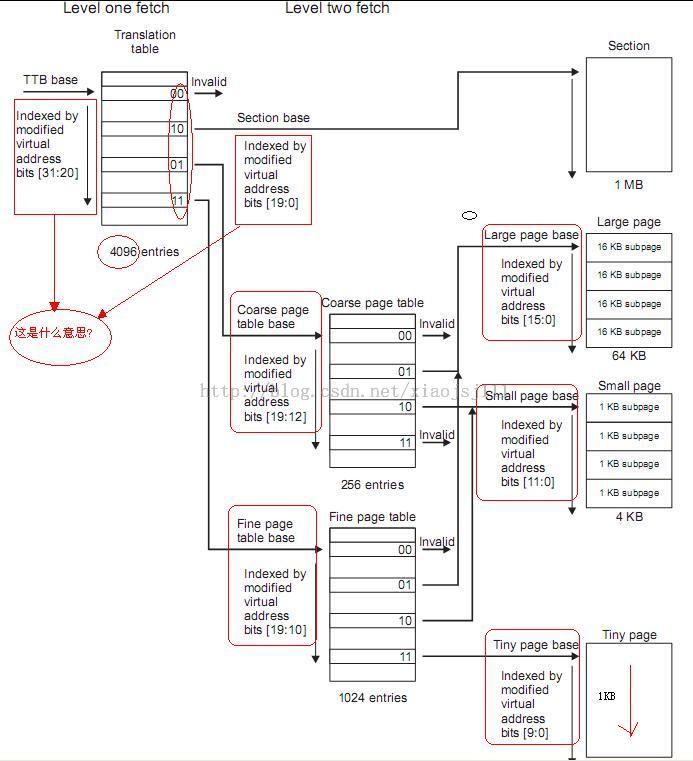 Level one fetch
Level two fetch
Translation
table
Section
TTB base
Invalid
00
Indexed by
modified
virtual
address
bits [31:20]
10
01
11
Section base
Indexed by
modified
virtual
address
bits [19:0]
1 MB
4096 entries
这是什么意思?
Large page
Large page base
Indexed by
modified
virtual
address
bits [15:0]
16 KB subpage
16 KB subpage
16 KB subpage
16 KB subpage
64 KB
Coarse page
table base
Indexed by
modified
virtual
address
bits [19:12]
Coarse page table
Invalid
00
01
10
Invalid
11
256 entries
Small page
Small page base
Indexed by
modified
virtual
address
bits [11:0]
1 KB subpage
1 KB subpage
1 KB subpage
1 KB subpage
4 KB
Fine page
table base
Indexed by
modified
virtual
address
bits [19:10]
Fine page table
Invalid
00
01
10
11
1024 entries
Tiny page
Tiny page base
Indexed by
modified
virtual
address
bits [9:0]
1KB